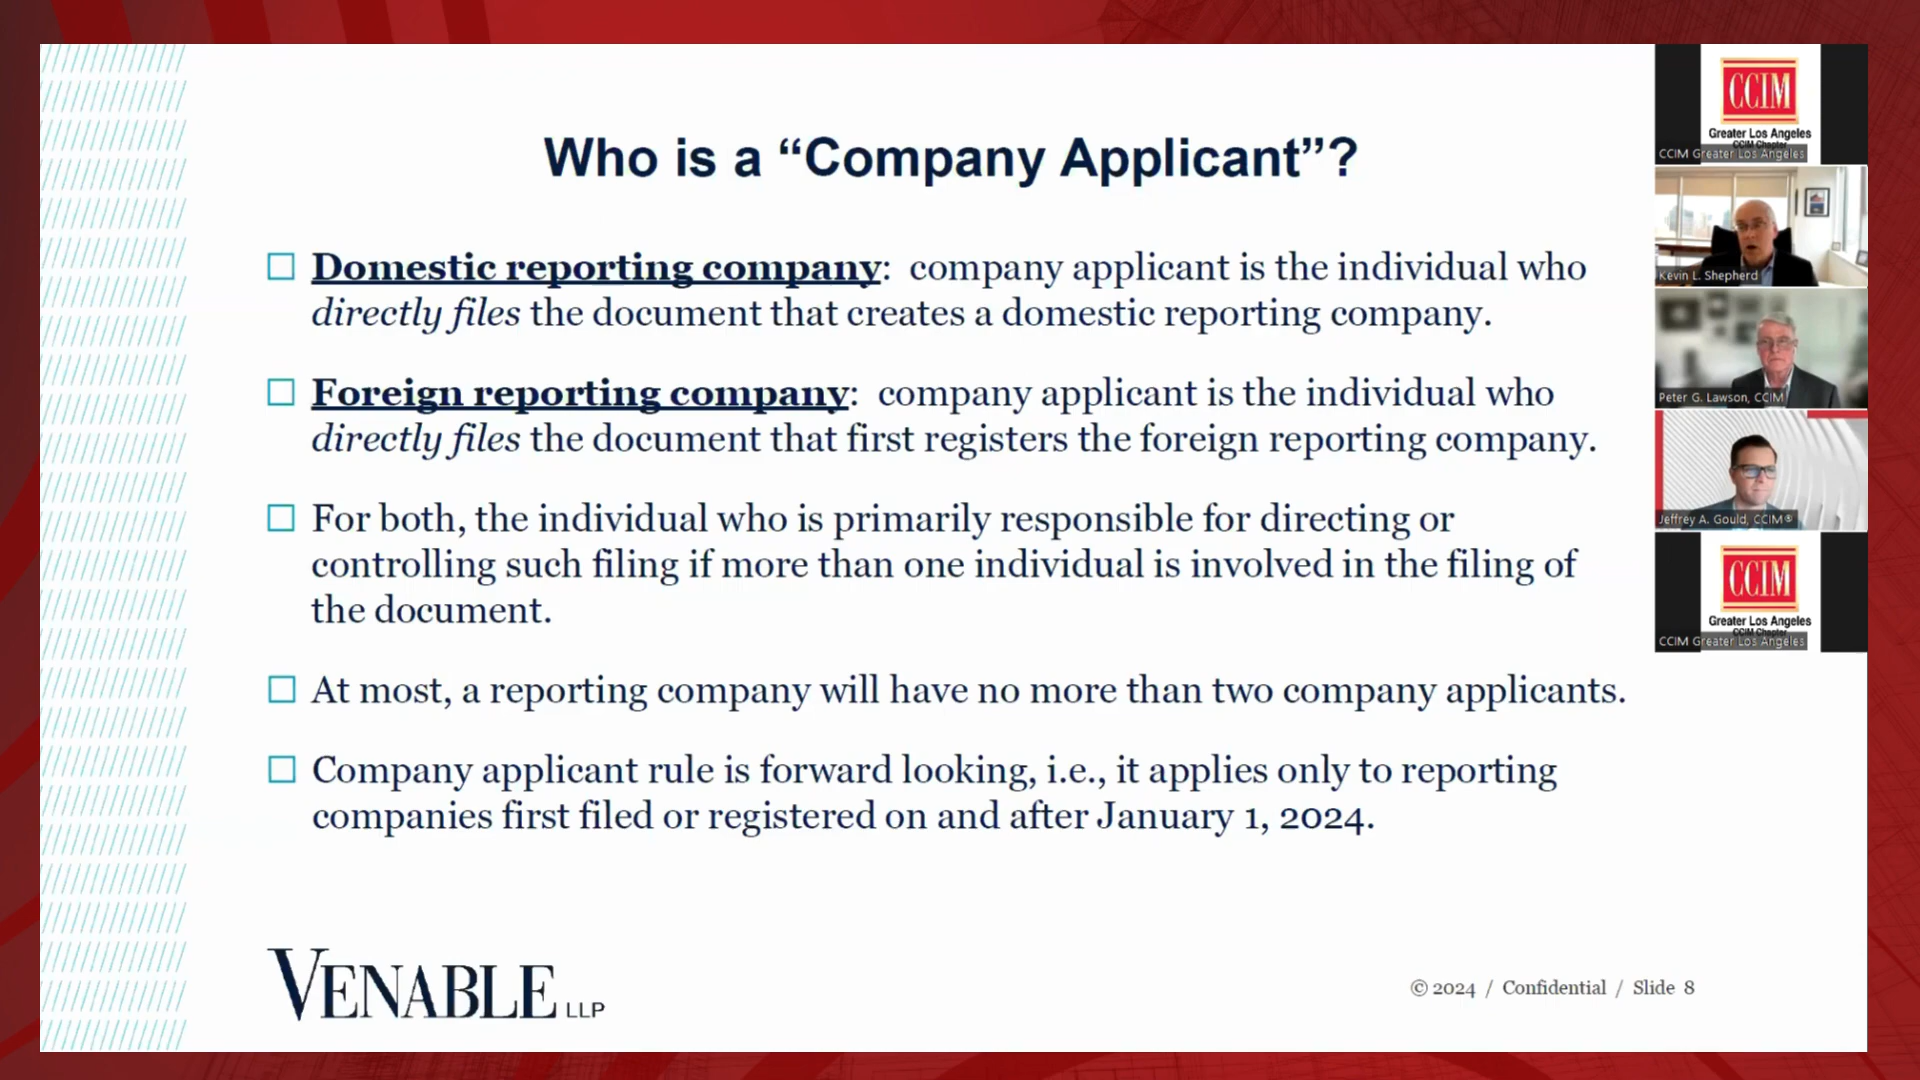 Who is a “Company Applicant”?
Domestic reporting company: company applicant is the individual who
directly files the document that creates a domestic reporting company.
Foreign reporting company: company applicant is the individual who
directly files the document that first registers the foreign reporting company.
For both, the individual who is primarily responsible for directing or
controlling such filing if more than one individual is involved in the filing of
the document.
At most, a reporting company will have no more than two company applicants.
Company applicant rule is forward looking, i.e., it applies only to reporting
companies first filed or registered on and after January 1, 2024.
VENABLE LLP
© 2024 / Confidential / Slide 8
CCIM
Greater Los Angeles
CCIM Chapter
CCIM Greater Los Angeles
Kevin L. Shepherd
Peter G. Lawson, CCIM
Jeffrey A. Gould, CCIM®
CCIM
Greater Los Angeles
CCIM Chapter
CCIM Greater Los Angeles